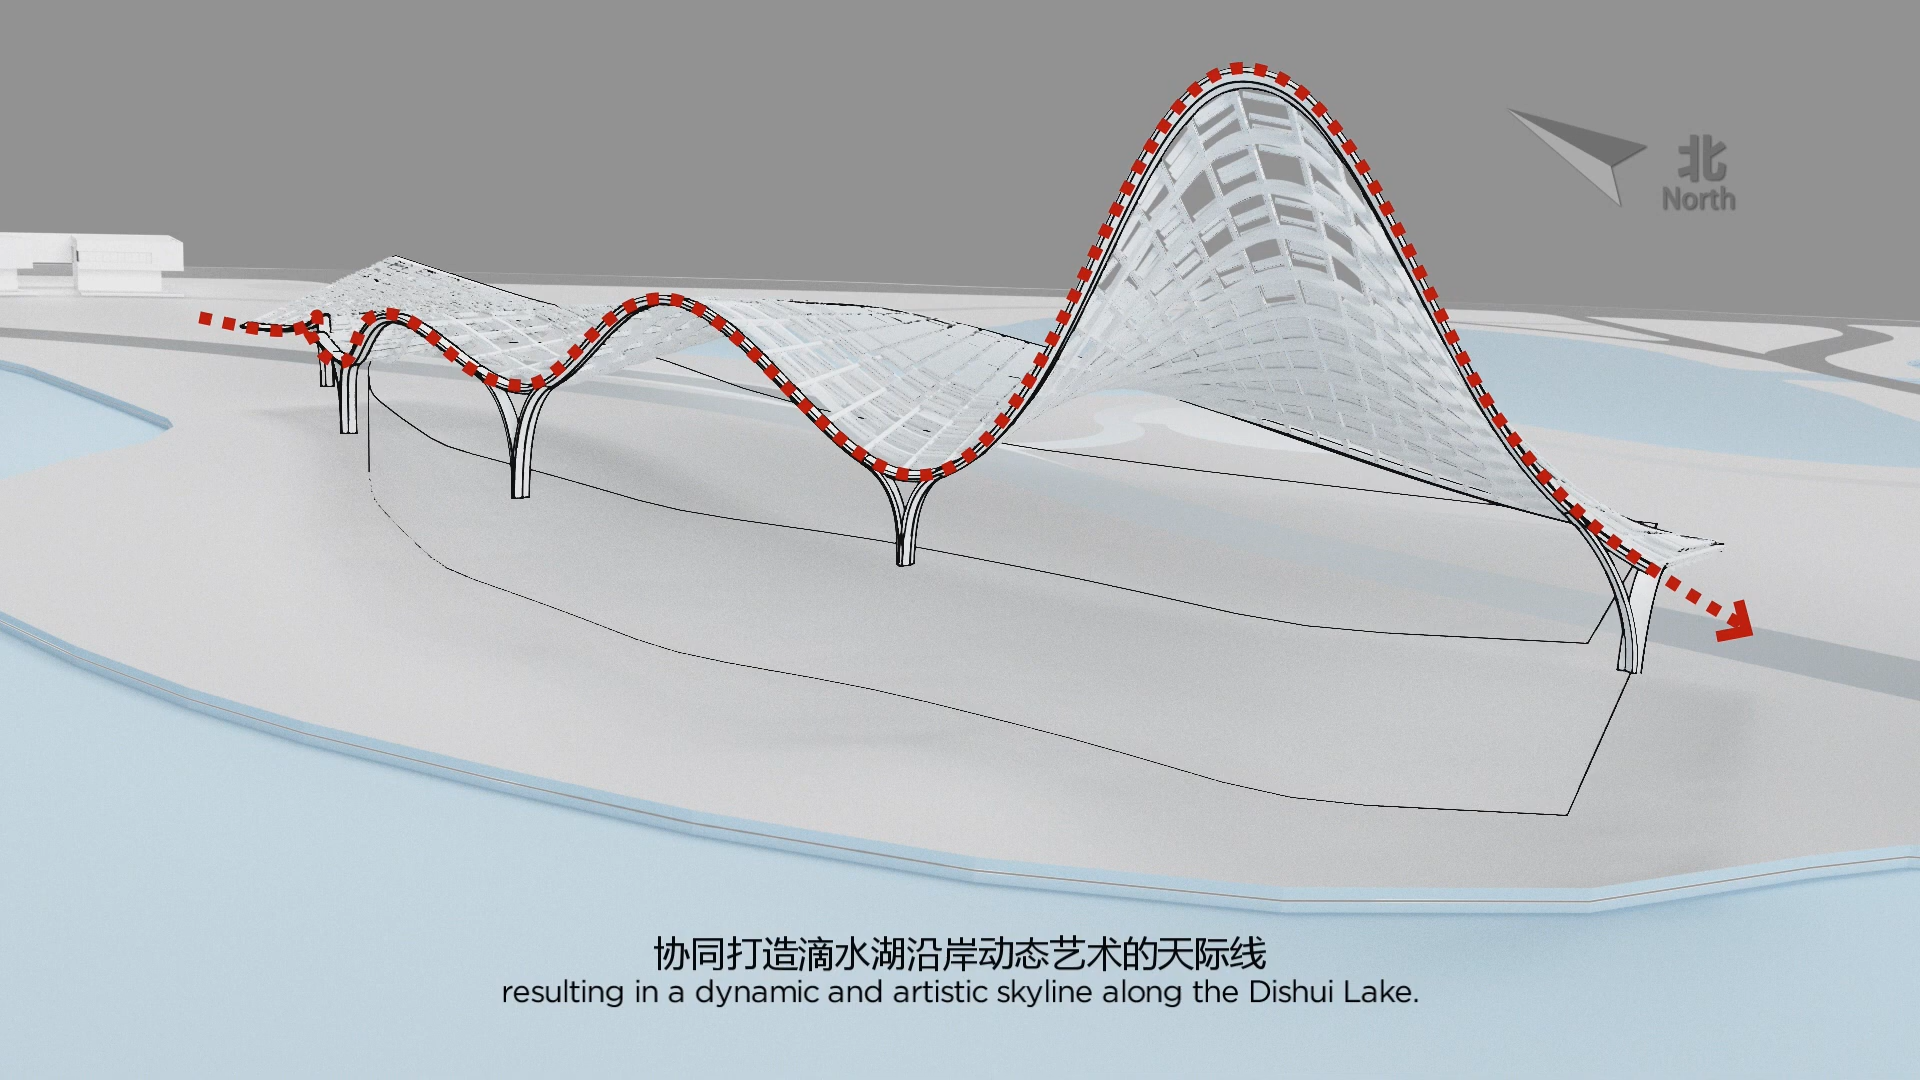 北
North
协同打造滴水湖沿岸动态艺术的天际线
resulting in a dynamic and artistic skyline along the Dishui Lake.